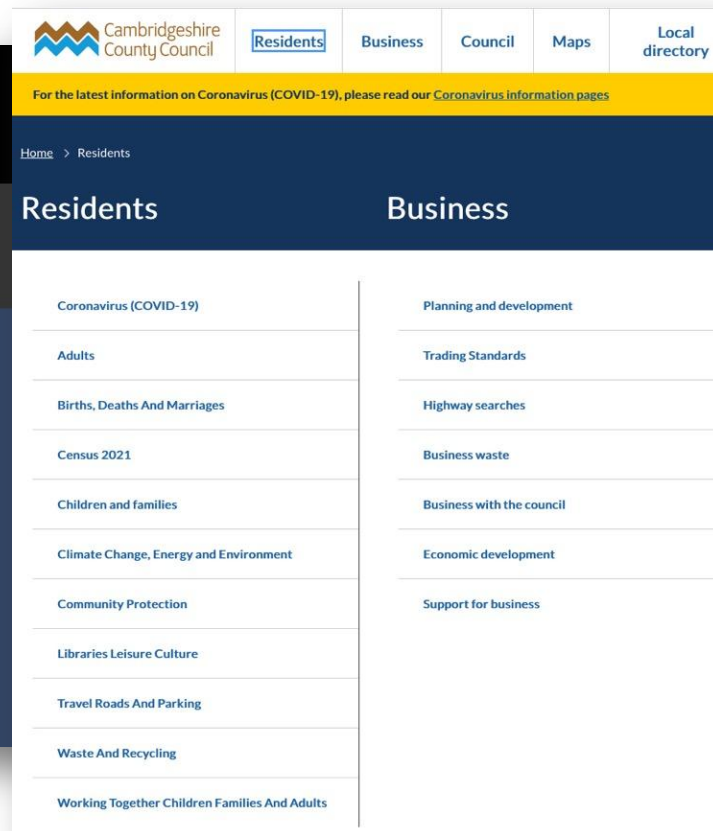 Cambridgeshire
County Council
Residents
Business
Council
Maps
Local
directory
For the latest information on Coronavirus (COVID-19), please read our Coronavirus information pages
Home > Residents
Residents
Business
Coronavirus (COVID-19)
Adults
Births, Deaths And Marriages
Census 2021
Children and families
Climate Change, Energy and Environment
Community Protection
Libraries Leisure Culture
Travel Roads And Parking
Waste And Recycling
Working Together Children Families And Adults
Planning and development
Trading Standards
Highway searches
Business waste
Business with the council
Economic development
Support for business